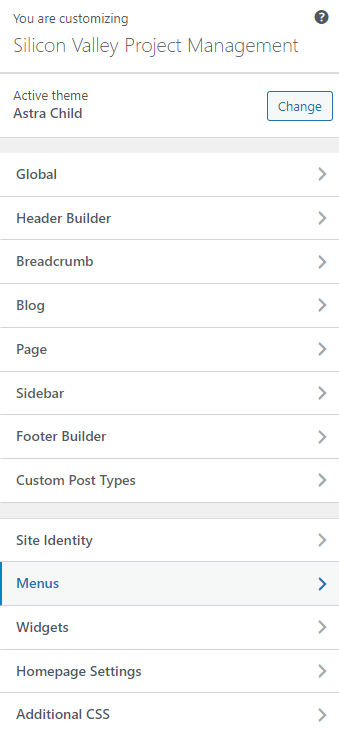 You are customizing
Silicon Valley Project Management
Active theme
Astra Child
Change
Global
Header Builder
Breadcrumb
Blog
Page
Sidebar
Footer Builder
Custom Post Types
Site Identity
Menus
Widgets
Homepage Settings
Additional CSS